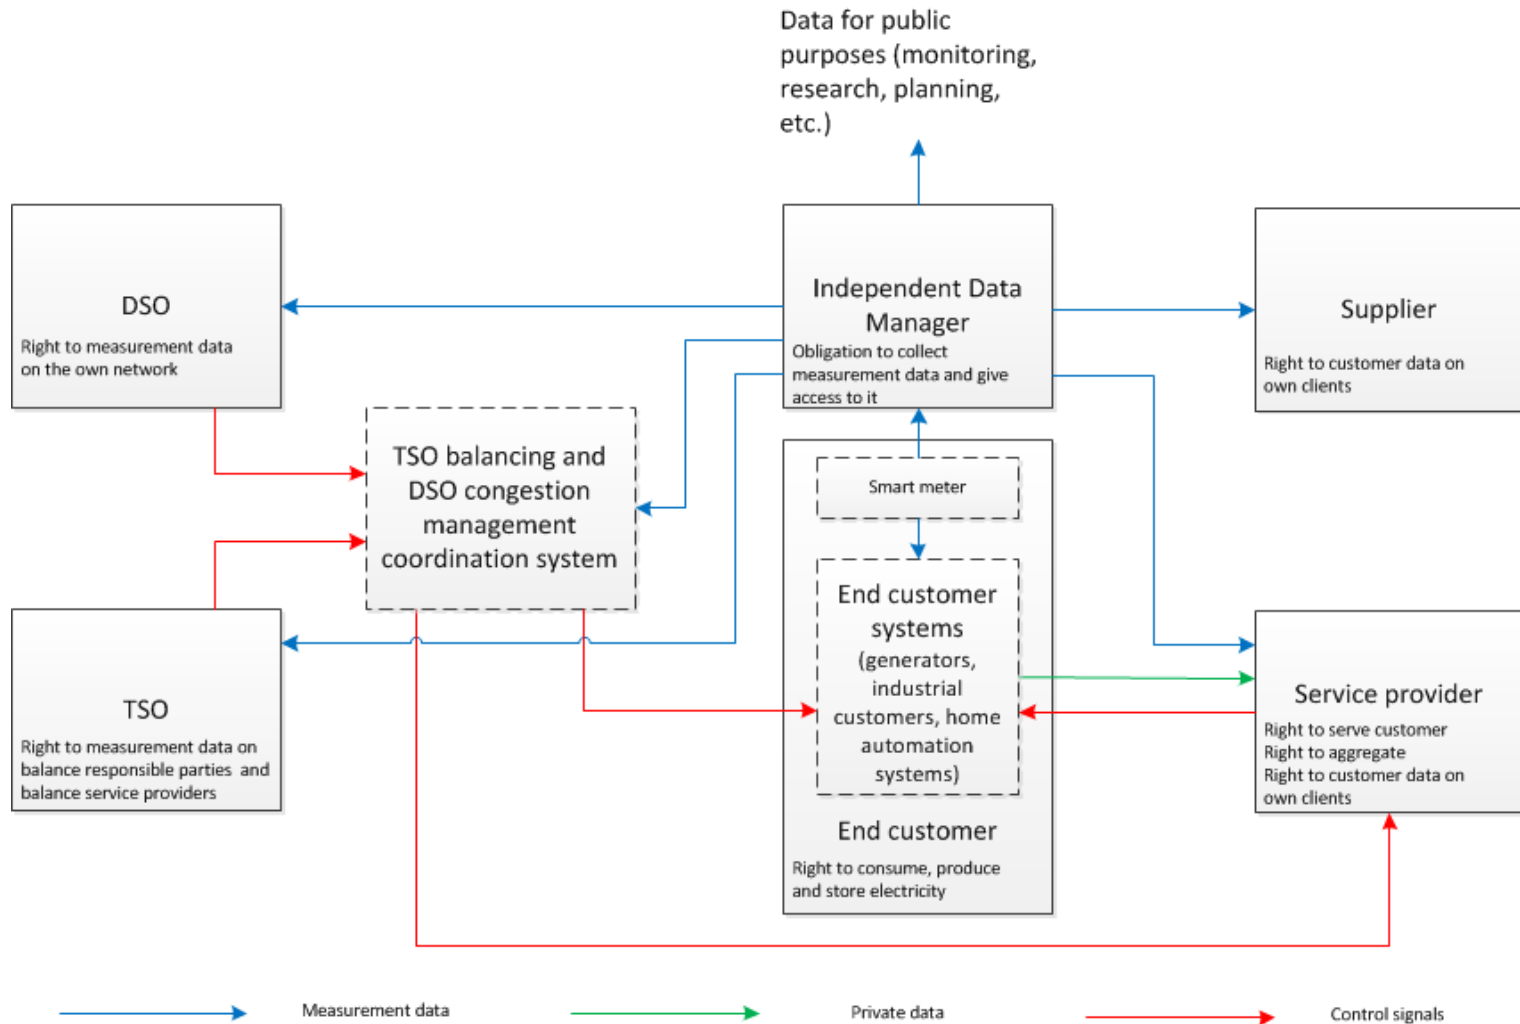 Data for public
purposes (monitoring,
research, planning,
etc.)
DSO
Right to measurement data
on the own network
Independent Data
Manager
Obligation to collect
measurement data and give
access to it
Supplier
Right to customer data on
own clients
TSO balancing and
DSO congestion
management
coordination system
Smart meter
End customer
systems
(generators,
industrial
customers, home
automation
systems)
End customer
Right to consume, produce
and store electricity
TSO
Right to measurement data on
balance responsible parties and
balance service providers
Service provider
Right to serve customer
Right to aggregate
Right to customer data on
own clients
Measurement data
Private data
Control signals